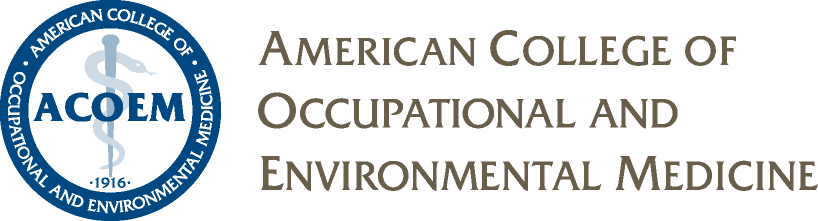 · AMERICAN COLLEGE OF ·
OCCUPATIONAL AND ENVIRONMENTAL MEDICINE
ACOEM
·1916·
AMERICAN COLLEGE OF
OCCUPATIONAL AND
ENVIRONMENTAL MEDICINE